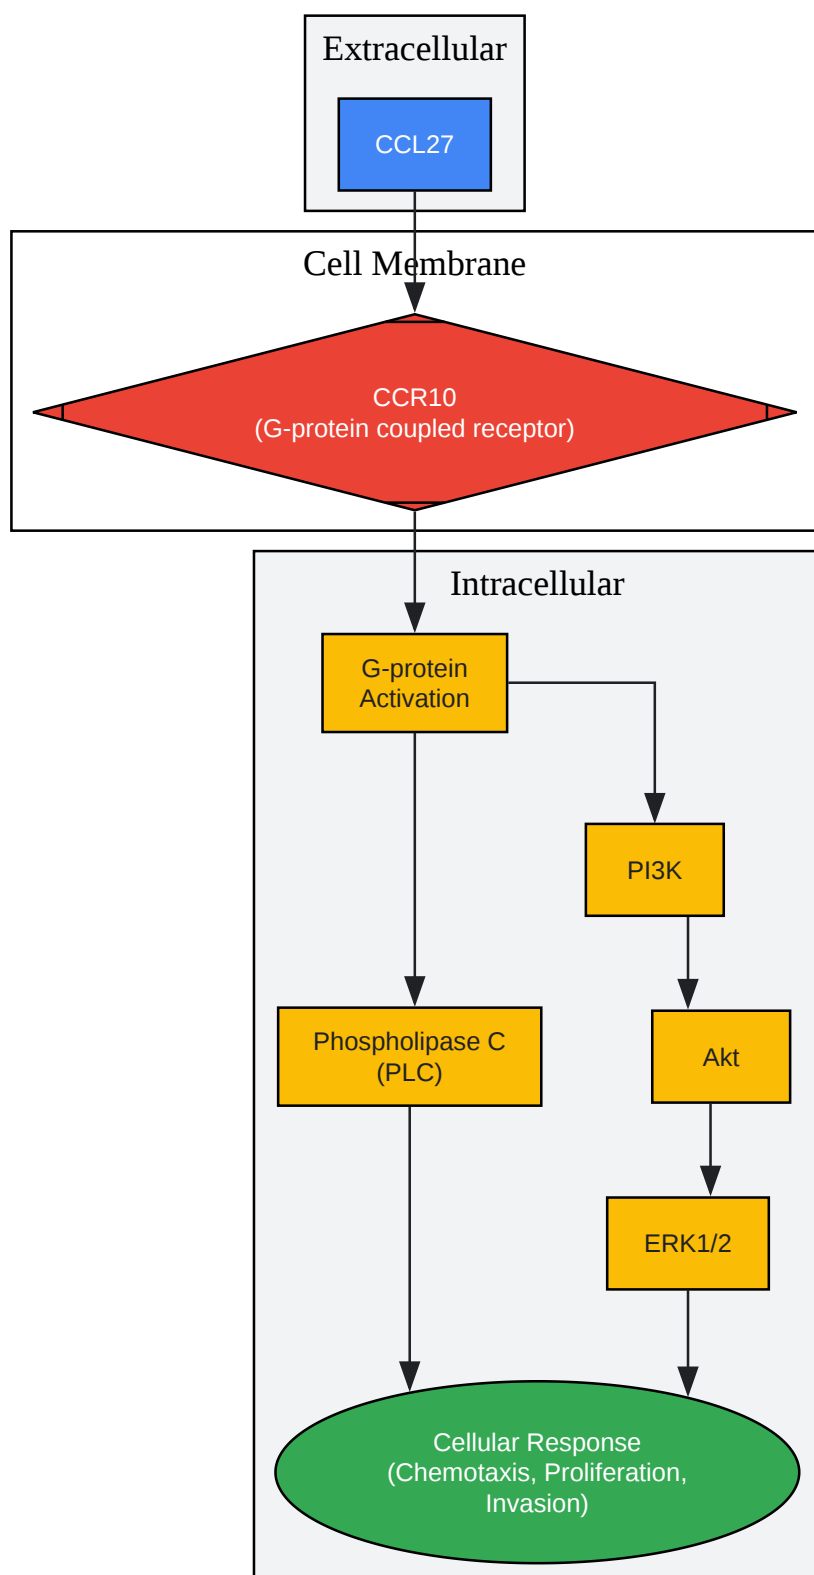 Extracellular
CCL27
Cell Membrane
CCR10
(G-protein coupled receptor)
Intracellular
G-protein
Activation
PI3K
Phospholipase C
(PLC)
Akt
ERK1/2
Cellular Response
(Chemotaxis, Proliferation,
Invasion)